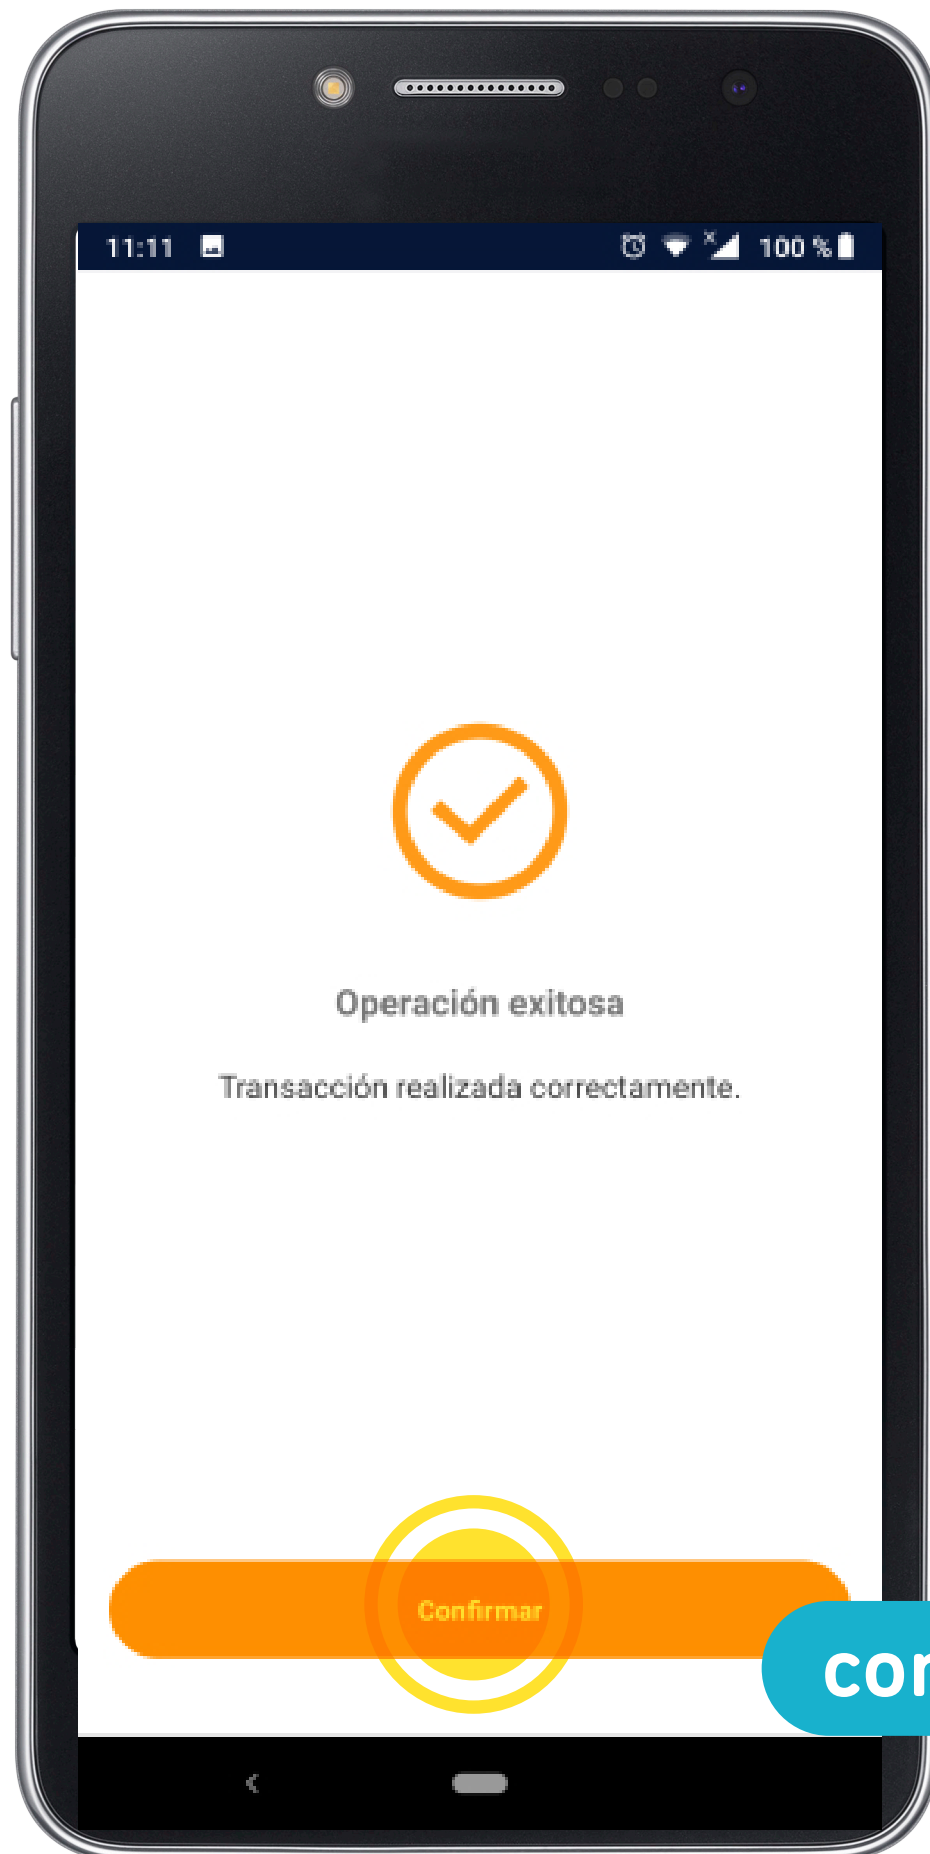 11:11 100 %
Operación exitosa
Transacción realizada correctamente.
Confirmar